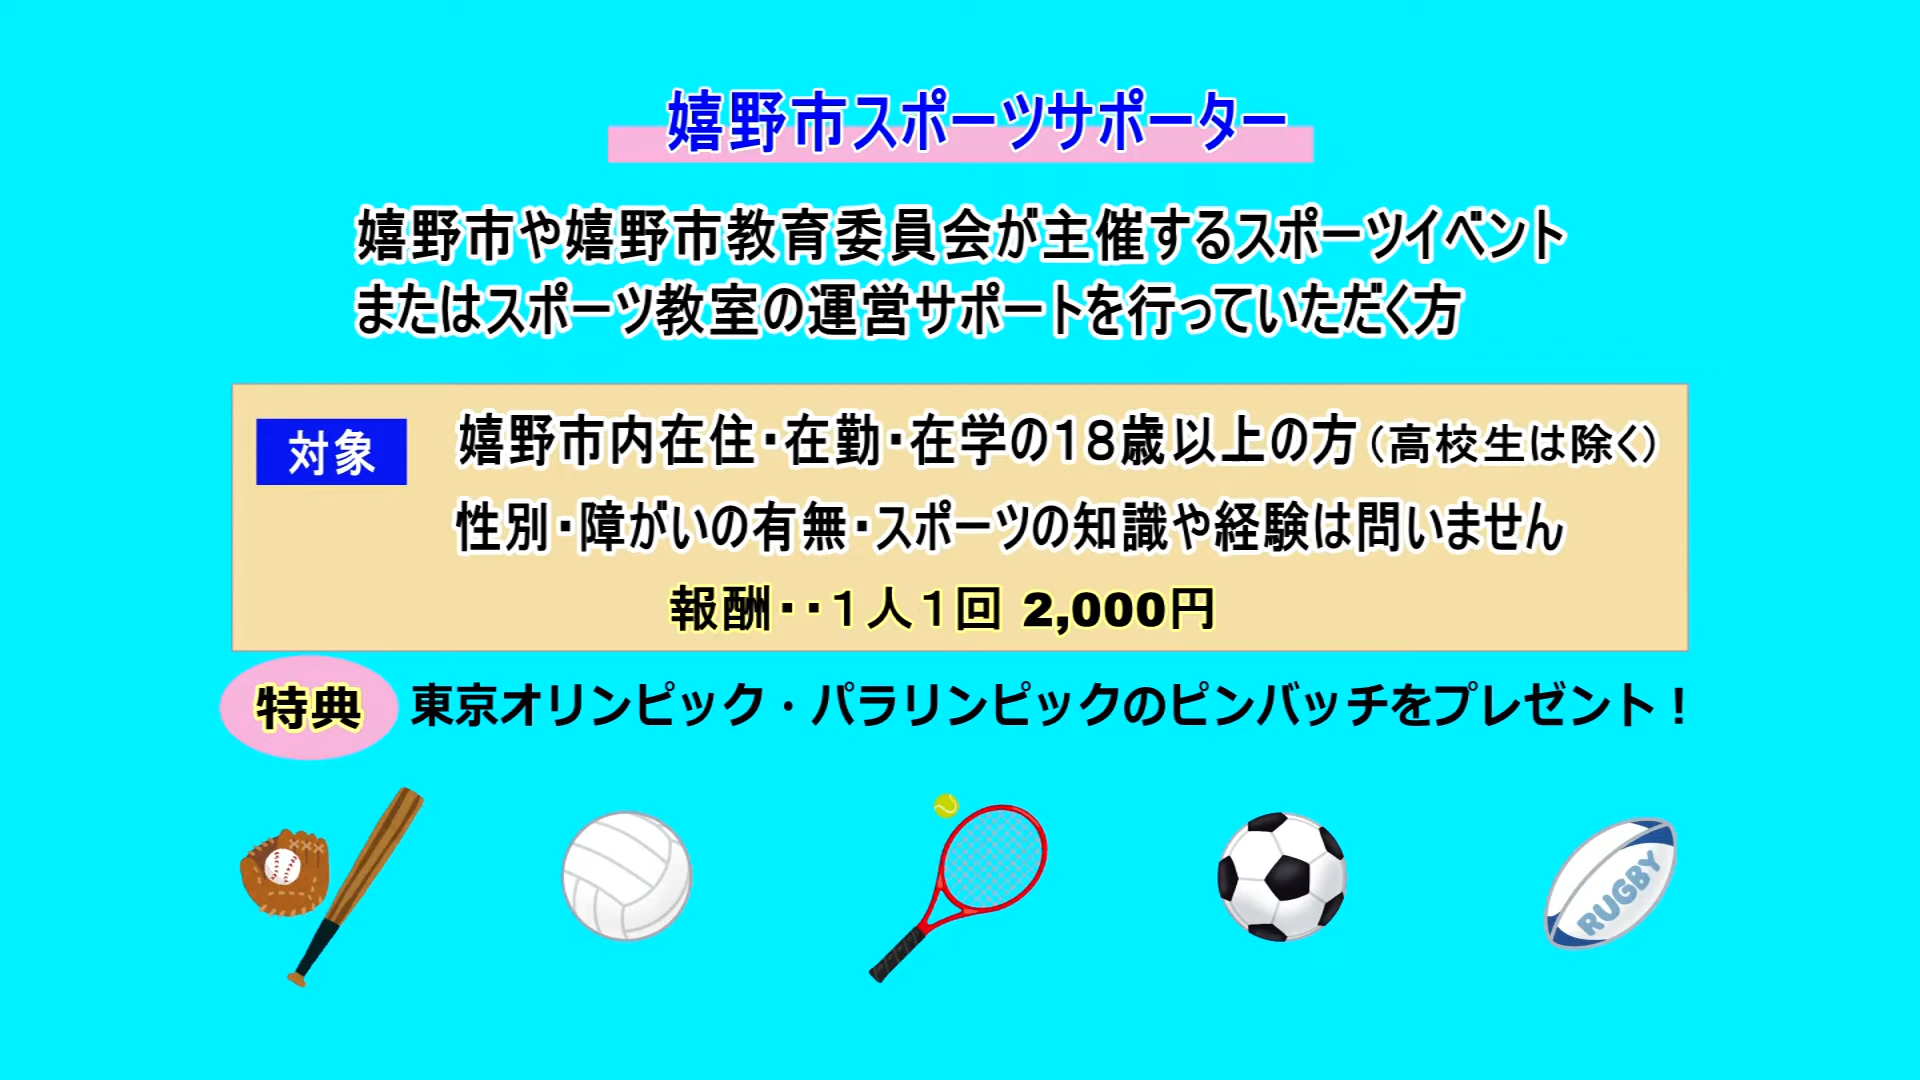 嬉野市スポーツサポーター
嬉野市や嬉野市教育委員会が主催するスポーツイベント
またはスポーツ教室の運営サポートを行っていただく方
対象
嬉野市内在住・在勤・在学の18歳以上の方（高校生は除く）
性別・障がいの有無・スポーツの知識や経験は問いません
報酬・・１人１回 2,000円
特典
東京オリンピック・パラリンピックのピンバッチをプレゼント！
RUGBY